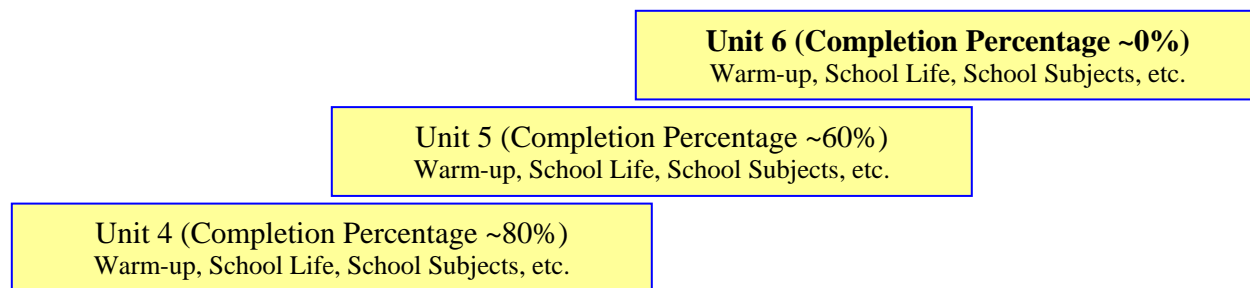 Unit 6 (Completion Percentage ~0%)
Warm-up, School Life, School Subjects, etc.
Unit 5 (Completion Percentage ~60%)
Warm-up, School Life, School Subjects, etc.
Unit 4 (Completion Percentage ~80%)
Warm-up, School Life, School Subjects, etc.